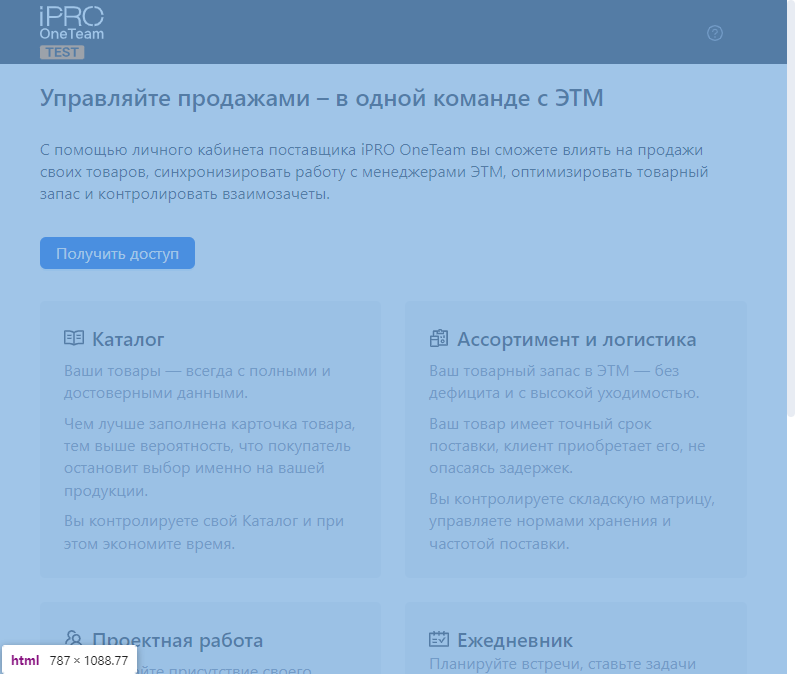 iPRO
OneTeam
TEST
Управляйте продажами – в одной команде с ЭТМ
С помощью личного кабинета поставщика iPRO OneTeam вы сможете влиять на продажи
своих товаров, синхронизировать работу с менеджерами ЭТМ, оптимизировать товарный
запас и контролировать взаимозачеты.
Получить доступ
Каталог
Ваши товары — всегда с полными и
достоверными данными.
Чем лучше заполнена карточка товара,
тем выше вероятность, что покупатель
остановит выбор именно на вашей
продукции.
Вы контролируете свой Каталог и при
этом экономите время.
Ассортимент и логистика
Ваш товарный запас в ЭТМ — без
дефицита и с высокой уходимостью.
Ваш товар имеет точный срок
поставки, клиент приобретает его, не
опасаясь задержек.
Вы контролируете складскую матрицу,
управляете нормами хранения и
частотой поставки.
Проектная работа
присутствие своего
Ежедневник
Планируйте встречи, ставьте задачи
html 787 × 1088.77